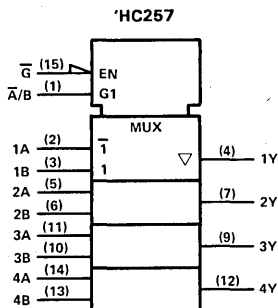 'HC257
G̅ (15) EN
A̅/B (1) G1
MUX
1A (2) 1̅ (4) 1Y
1B (3) 1
2A (5) (7) 2Y
2B (6)
3A (11) (9) 3Y
3B (10)
4A (14) (12) 4Y
4B (13)